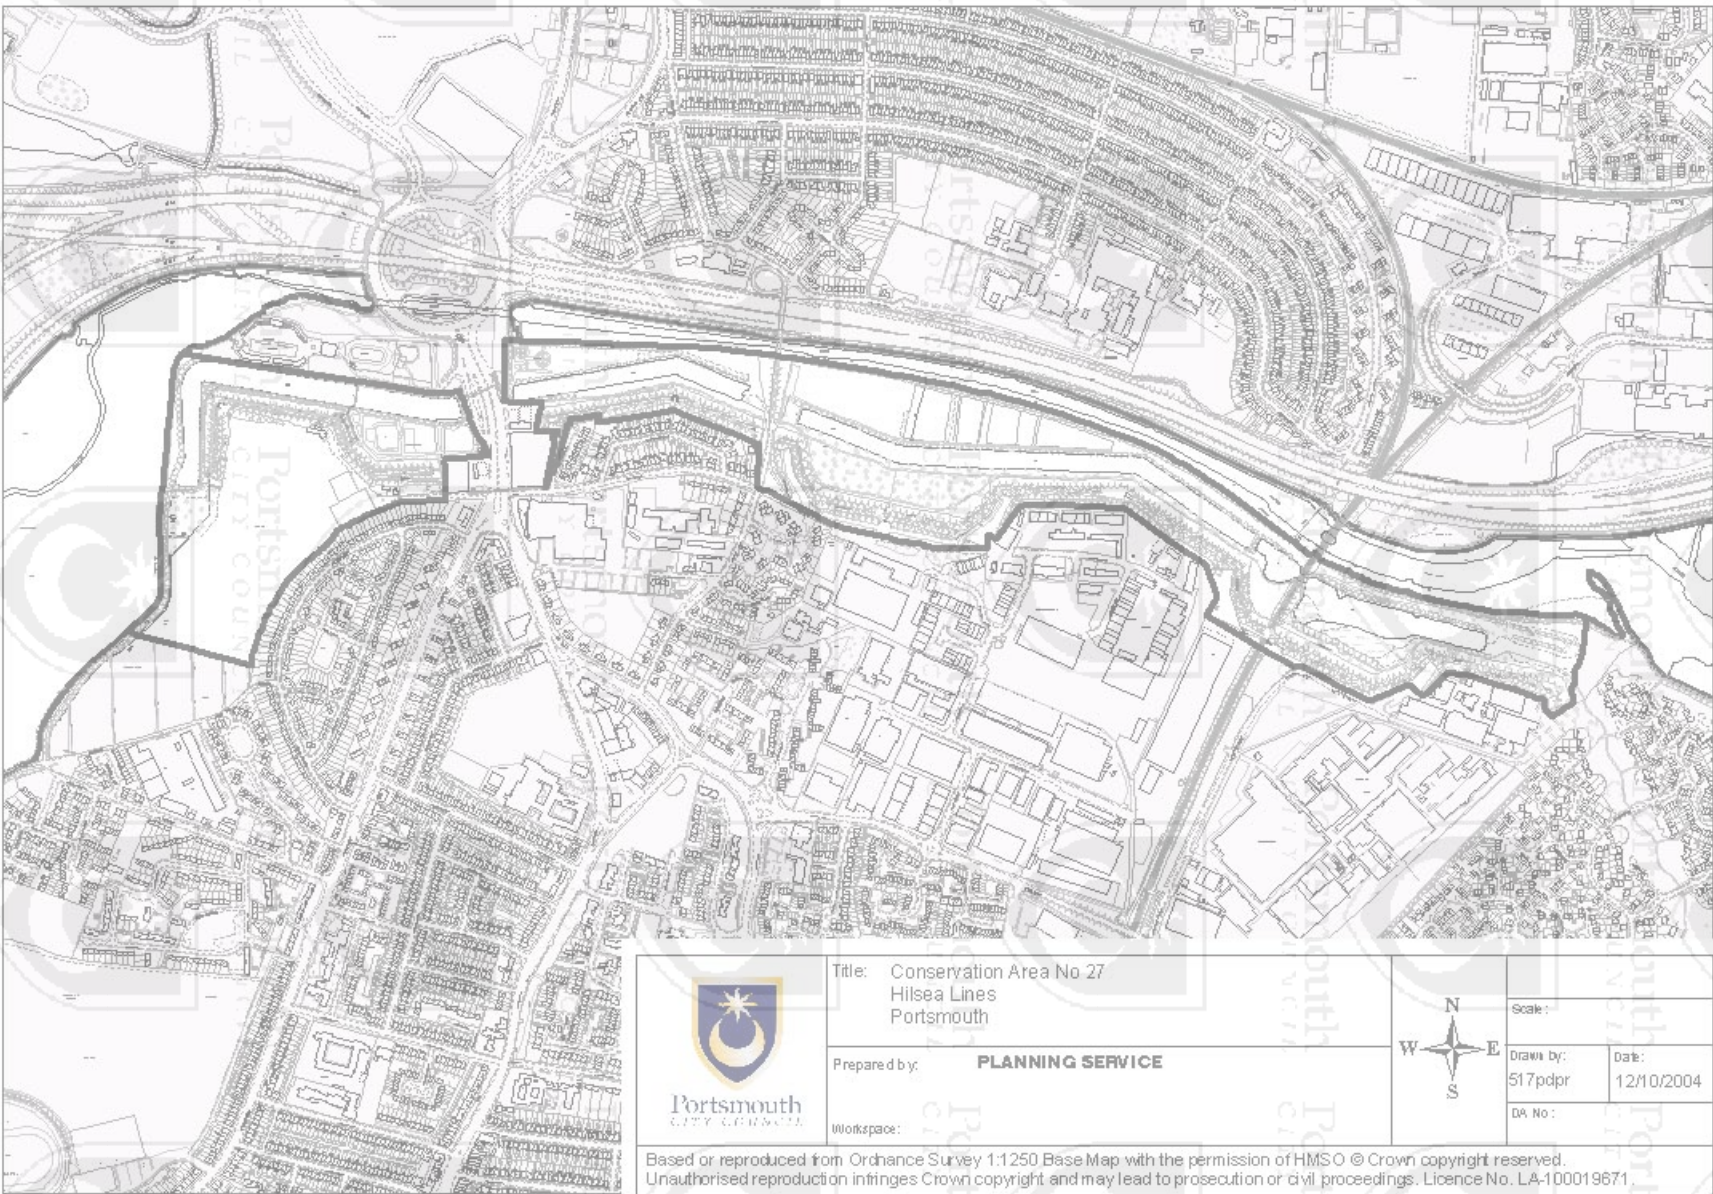 Title: Conservation Area No 27
Hilsea Lines
Portsmouth
Prepared by: PLANNING SERVICE
Workspace:
Portsmouth
CITY COUNCIL
N
W E
S
Scale:
Drawn by: Date:
517pdpr 12/10/2004
DA No:
Based or reproduced from Ordnance Survey 1:1250 Base Map with the permission of HMSO © Crown copyright reserved.
Unauthorised reproduction infringes Crown copyright and may lead to prosecution or civil proceedings. Licence No. LA-100019671.